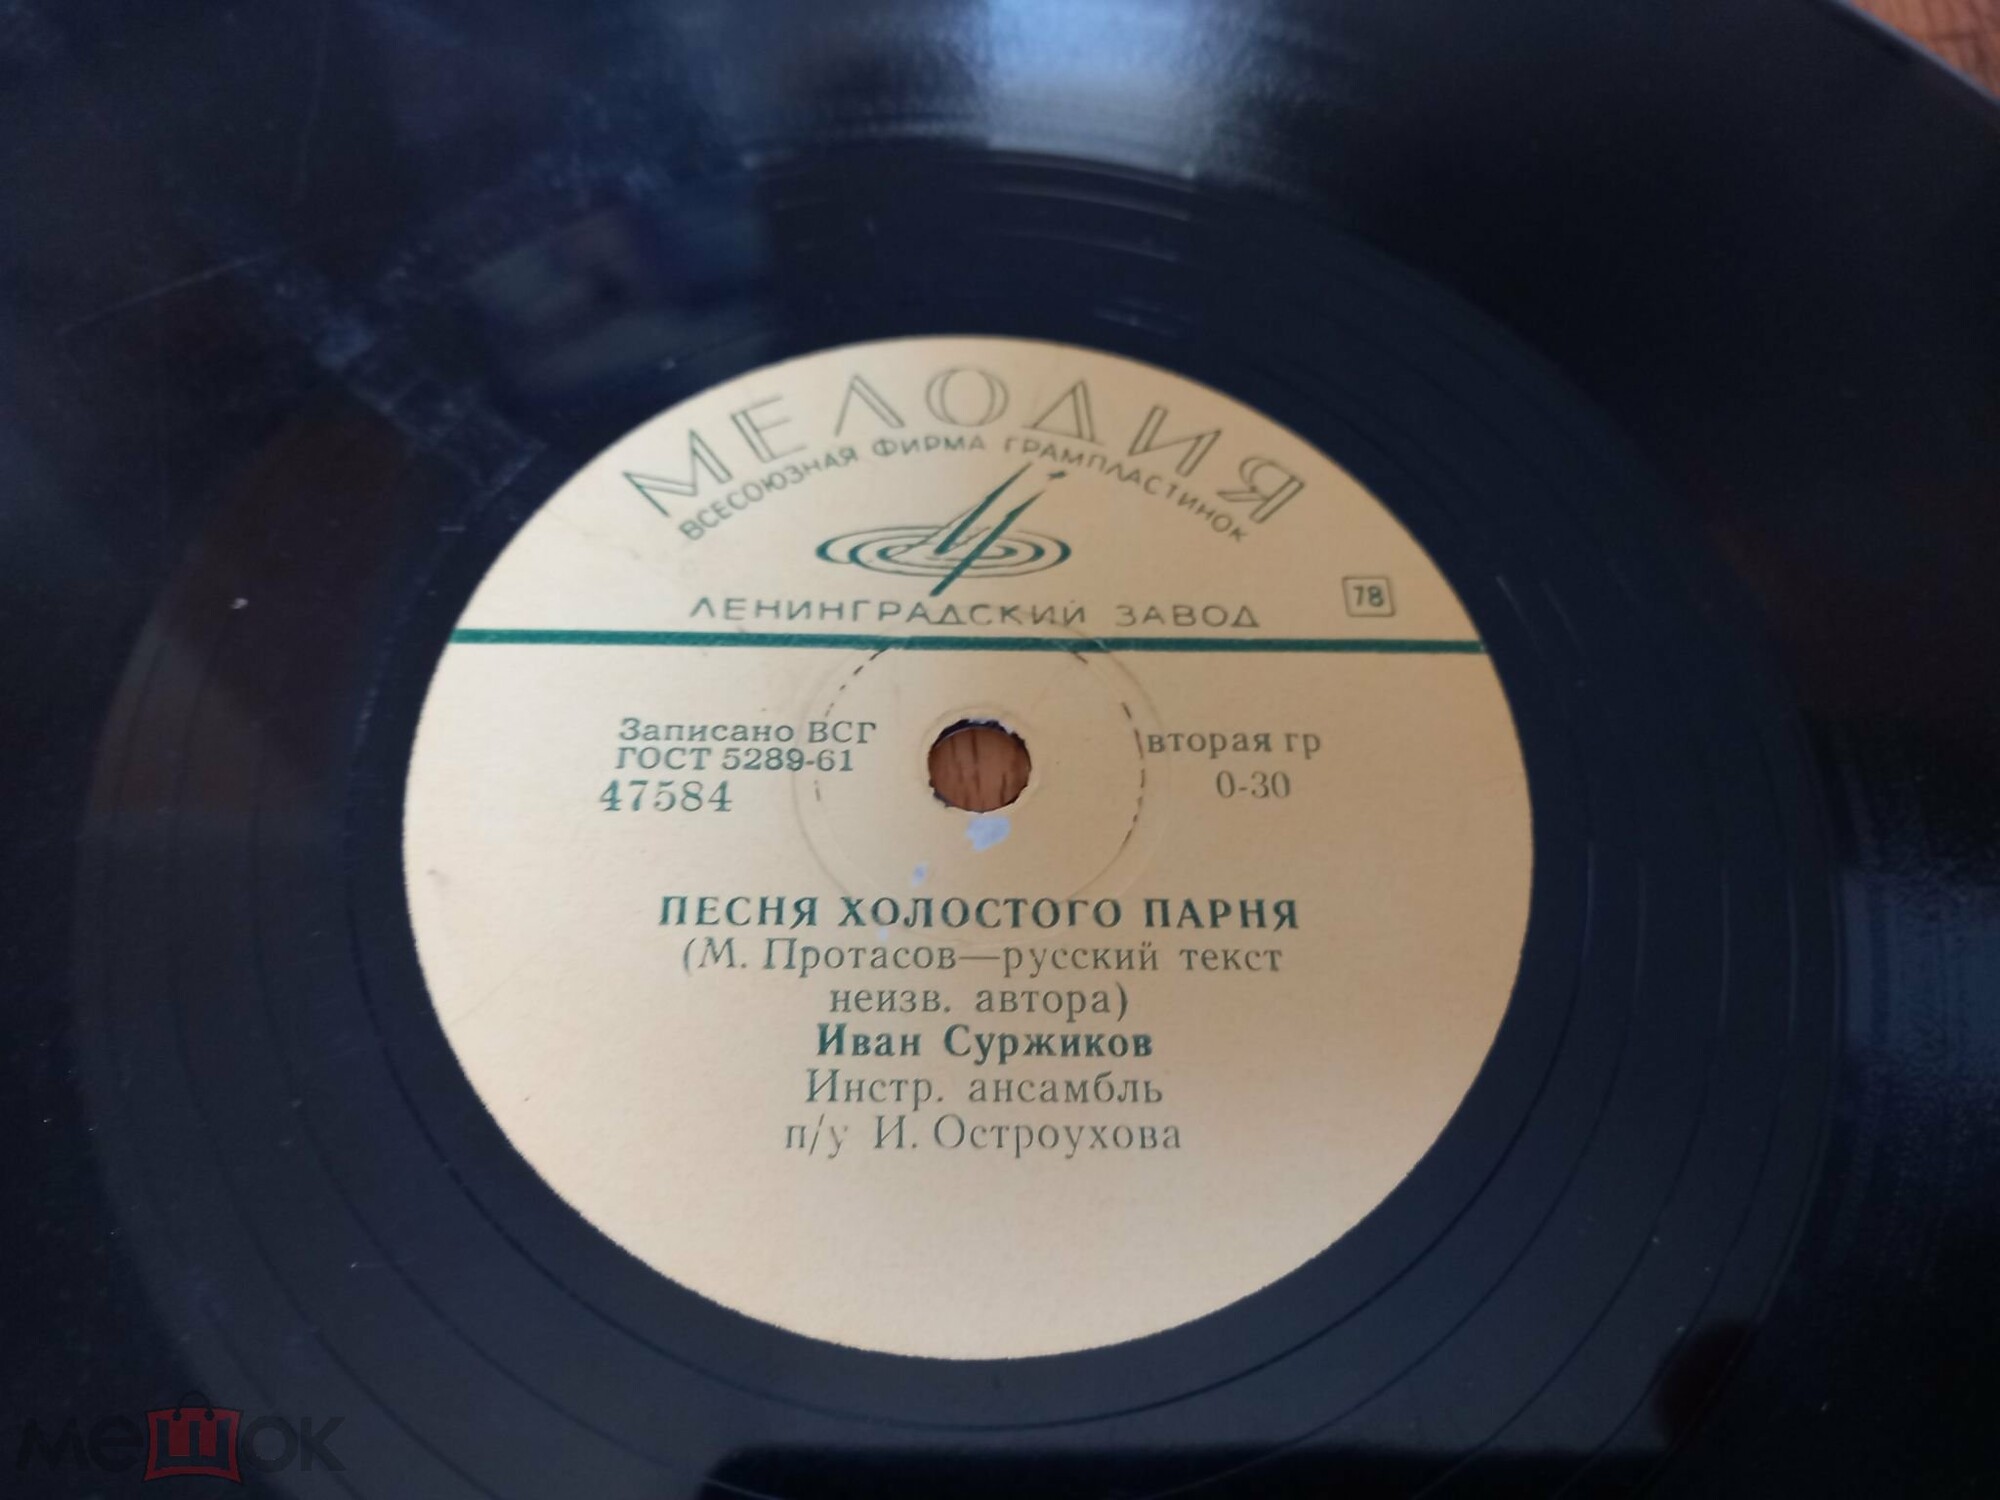 МЕЛОДИЯ
ВСЕСОЮЗНАЯ ФИРМА ГРАМПЛАСТИНОК
ЛЕНИНГРАДСКИЙ ЗАВОД
78
Записано ВСГ
ГОСТ 5289-61
47584
вторая гр
0-30
ПЕСНЯ ХОЛОСТОГО ПАРНЯ
(М. Протасов—русский текст
неизв. автора)
Иван Суржиков
Инстр. ансамбль
п/у И. Остроухова
мешок